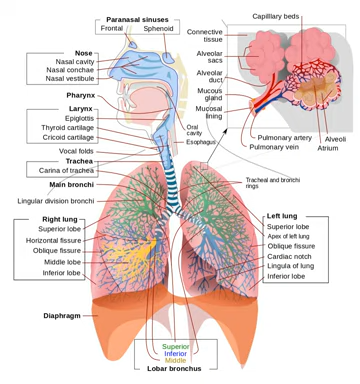 Paranasal sinuses
Frontal
Sphenoid
Nose
Nasal cavity
Nasal conchae
Nasal vestibule
Pharynx
Larynx
Epiglottis
Thyroid cartilage
Cricoid cartilage
Vocal folds
Trachea
Carina of trachea
Main bronchi
Lingular division bronchi
Right lung
Superior lobe
Horizontal fissure
Oblique fissure
Middle lobe
Inferior lobe
Diaphragm
Oral
cavity
Esophagus
Capillary beds
Connective
tissue
Alveolar
sacs
Alveolar
duct
Mucous
gland
Mucosal
lining
Pulmonary artery
Pulmonary vein
Alveoli
Atrium
Tracheal and bronchi
rings
Left lung
Superior lobe
Apex of left lung
Oblique fissure
Cardiac notch
Lingula of lung
Inferior lobe
Superior
Inferior
Middle
Lobar bronchus